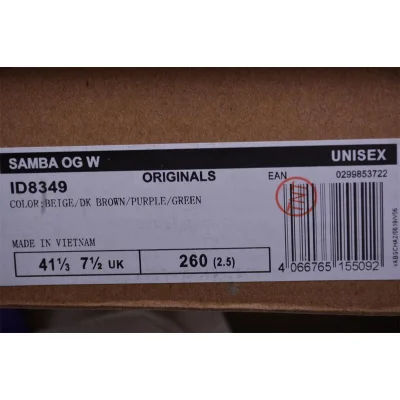 SAMBA OG W UNISEX
ID8349 ORIGINALS EAN 0299853722
COLOR:BEIGE/DK BROWN/PURPLE/GREEN
MADE IN VIETNAM
41⅓ 7½ UK 260 (2.5)
4 066765 155092